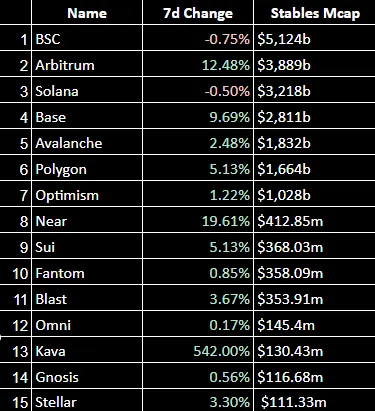 Name 7d Change Stables Mcap
1 BSC -0.75% $5,124b
2 Arbitrum 12.48% $3,889b
3 Solana -0.50% $3,218b
4 Base 9.69% $2,811b
5 Avalanche 2.48% $1,832b
6 Polygon 5.13% $1,664b
7 Optimism 1.22% $1,028b
8 Near 19.61% $412.85m
9 Sui 5.13% $368.03m
10 Fantom 0.85% $358.09m
11 Blast 3.67% $353.91m
12 Omni 0.17% $145.4m
13 Kava 542.00% $130.43m
14 Gnosis 0.56% $116.68m
15 Stellar 3.30% $111.33m